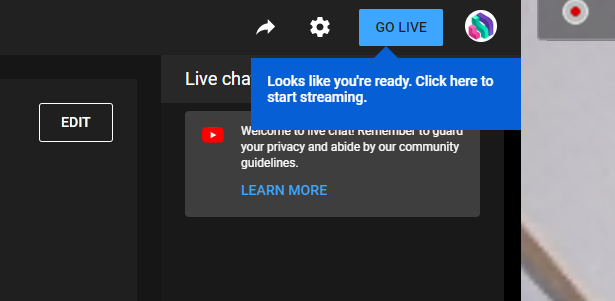 GO LIVE
Looks like you're ready. Click here to
start streaming.
Live cha
EDIT
Welcome to live chat! Remember to guard
your privacy and abide by our community
guidelines.
LEARN MORE